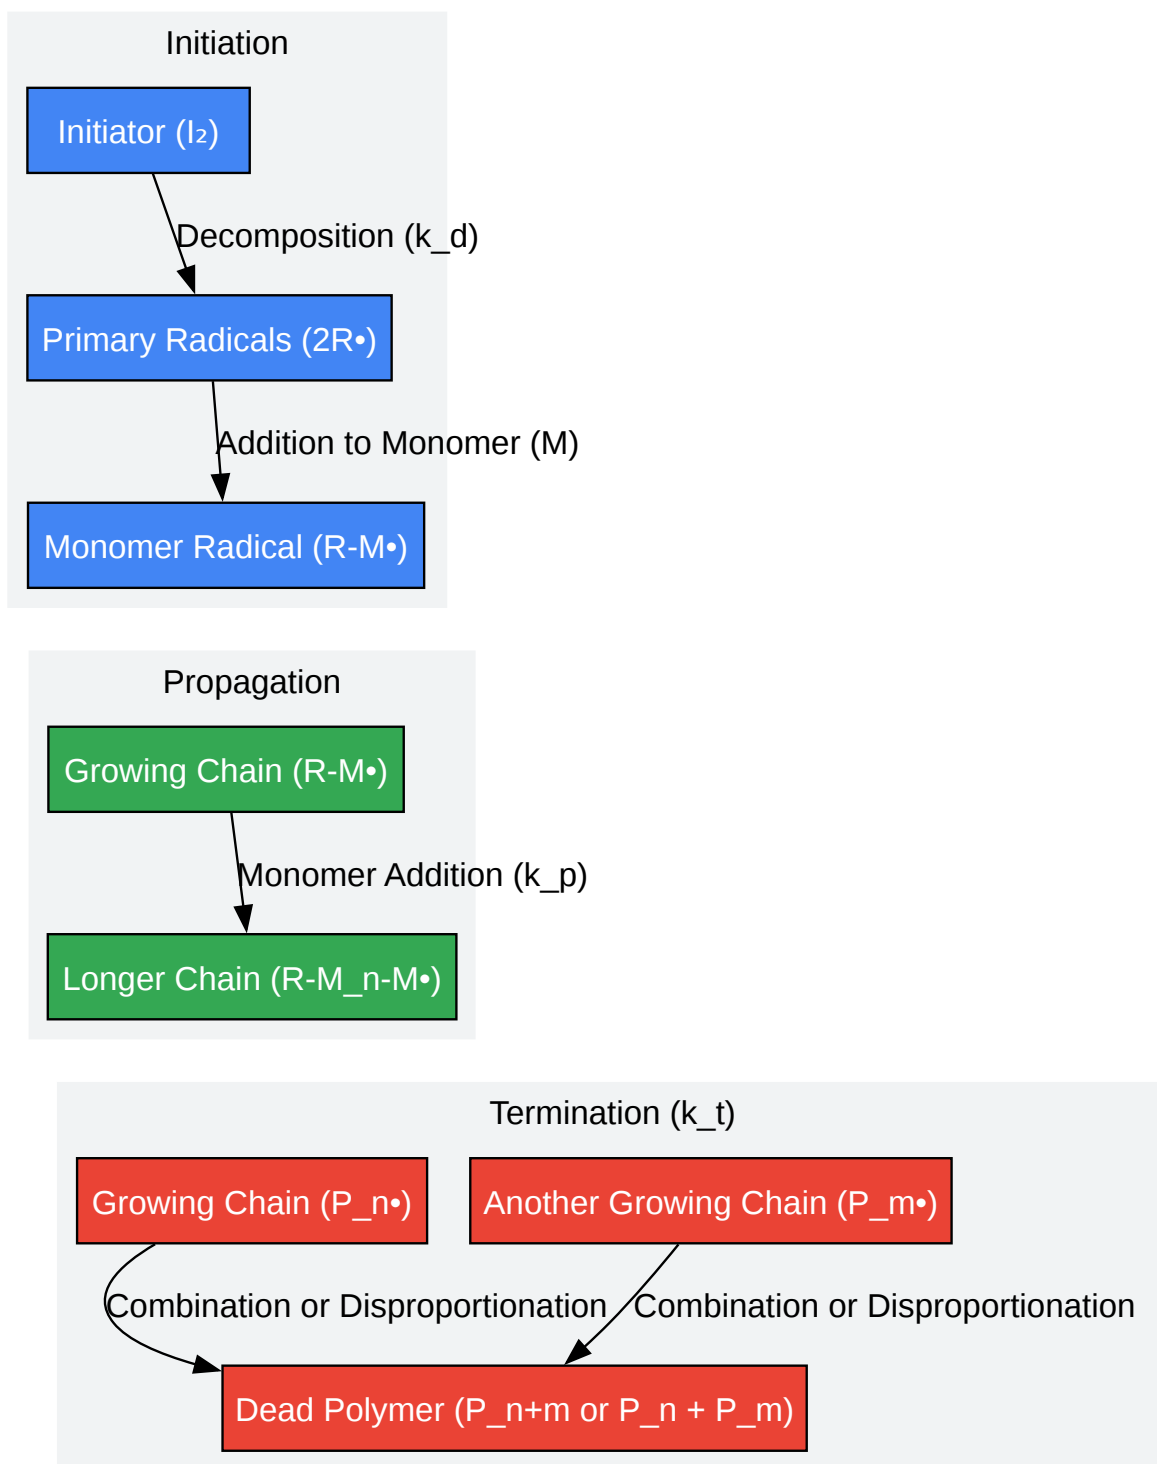 Initiation
Initiator (I₂)
Decomposition (k_d)
Primary Radicals (2R•)
Addition to Monomer (M)
Monomer Radical (R-M•)
Propagation
Growing Chain (R-M•)
Monomer Addition (k_p)
Longer Chain (R-M_n-M•)
Termination (k_t)
Growing Chain (P_n•)
Another Growing Chain (P_m•)
Combination or Disproportionation
Combination or Disproportionation
Dead Polymer (P_n+m or P_n + P_m)